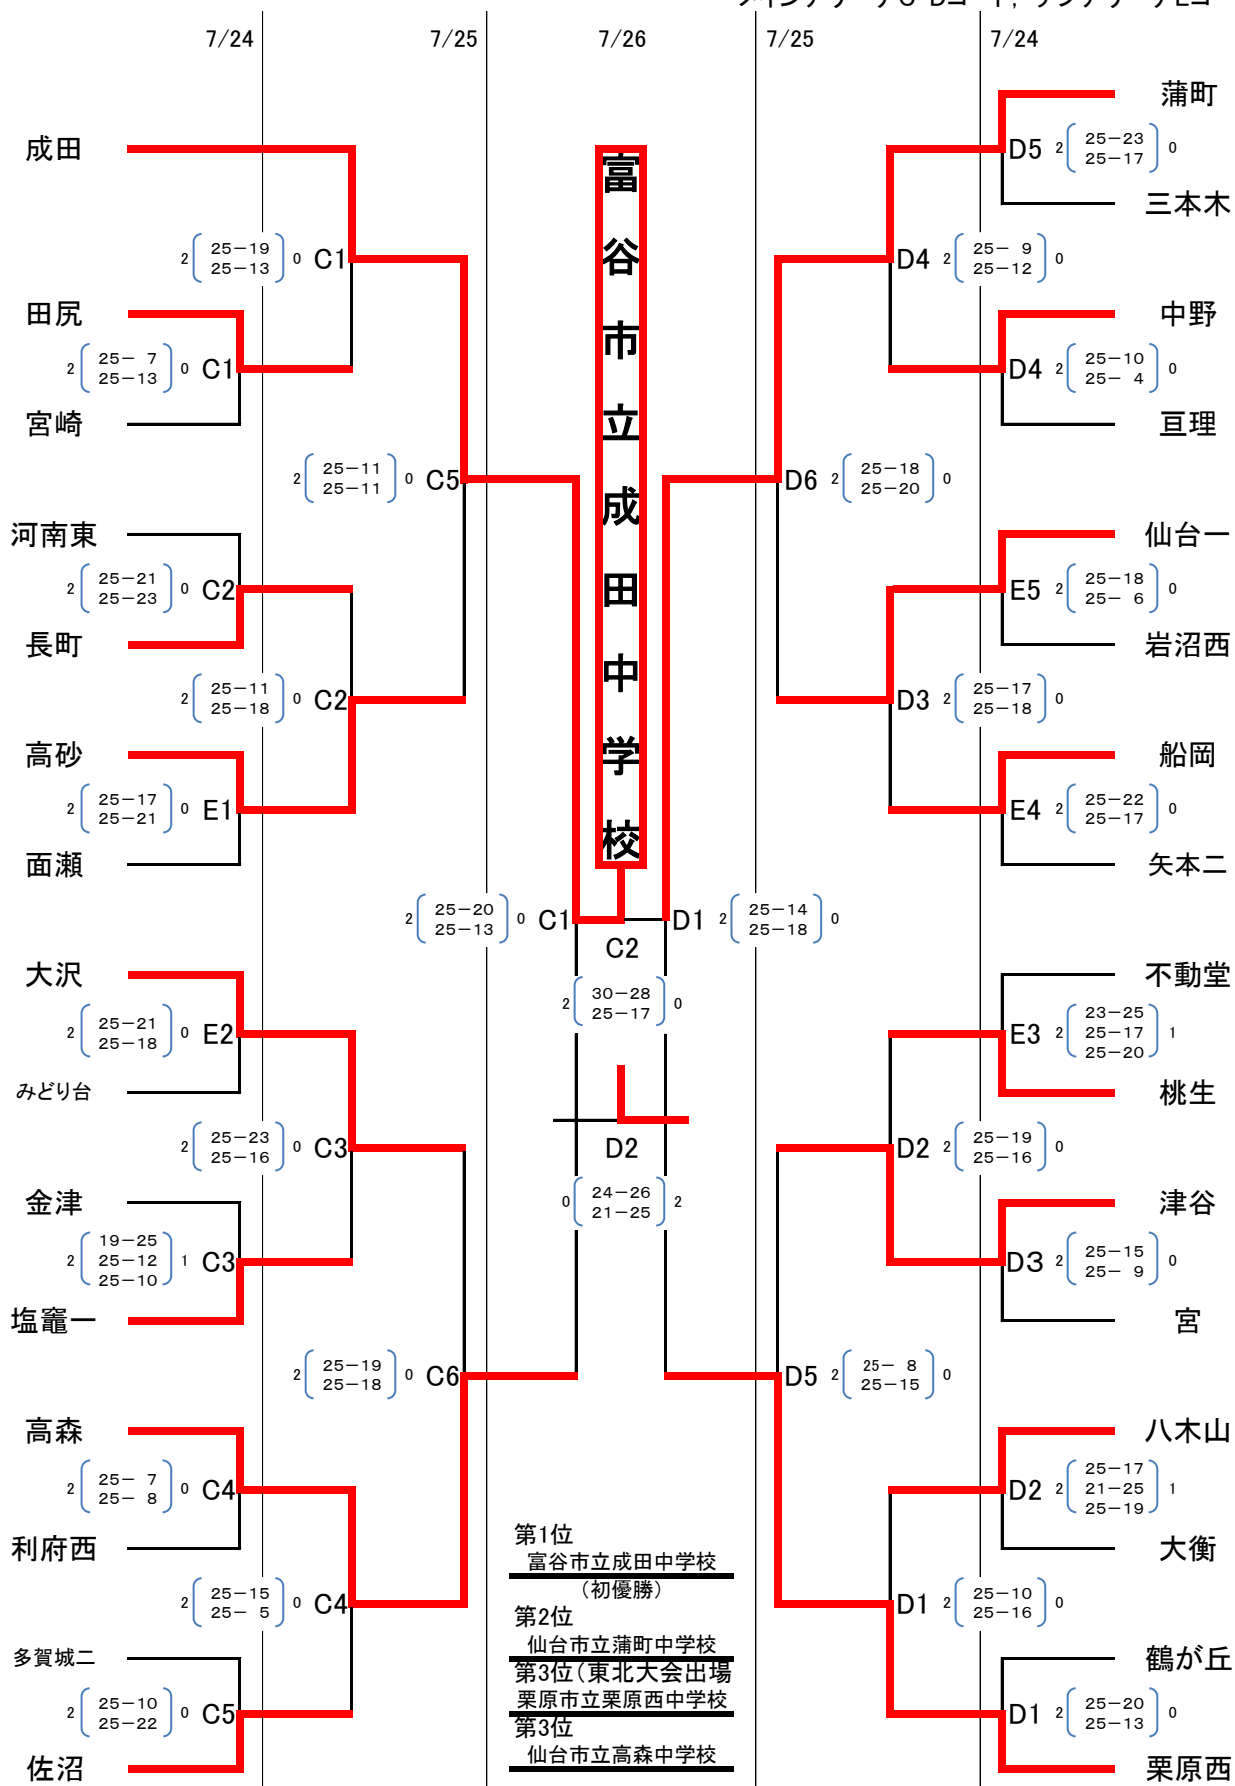 7/24
7/25
7/26
7/25
7/24
成田
2 25－19 25－13 0 C1
田尻
2 25－ 7 25－13 0 C1
宮崎
2 25－11 25－11 0 C5
河南東
2 25－21 25－23 0 C2
長町
2 25－11 25－18 0 C2
高砂
2 25－17 25－21 0 E1
面瀬
2 25－20 25－13 0 C1
大沢
2 25－21 25－18 0 E2
みどり台
2 25－23 25－16 0 C3
金津
2 19－25 25－12 25－10 1 C3
塩竈一
2 25－19 25－18 0 C6
高森
2 25－ 7 25－ 8 0 C4
利府西
2 25－15 25－ 5 0 C4
多賀城二
2 25－10 25－22 0 C5
佐沼
富谷市立成田中学校
C2
2 30－28 25－17 0
D2
0 24－26 21－25 2
第1位
富谷市立成田中学校
（初優勝）
第2位
仙台市立蒲町中学校
第3位（東北大会出場
栗原市立栗原西中学校
第3位
仙台市立高森中学校
蒲町
D5 2 25－23 25－17 0
三本木
D4 2 25－ 9 25－12 0
中野
D4 2 25－10 25－ 4 0
亘理
D6 2 25－18 25－20 0
仙台一
E5 2 25－18 25－ 6 0
岩沼西
D3 2 25－17 25－18 0
船岡
E4 2 25－22 25－17 0
矢本二
D1 2 25－14 25－18 0
不動堂
E3 2 23－25 25－17 25－20 1
桃生
D2 2 25－19 25－16 0
津谷
D3 2 25－15 25－ 9 0
宮
D5 2 25－ 8 25－15 0
八木山
D2 2 25－17 21－25 25－19 1
大衡
D1 2 25－10 25－16 0
鶴が丘
D1 2 25－20 25－13 0
栗原西